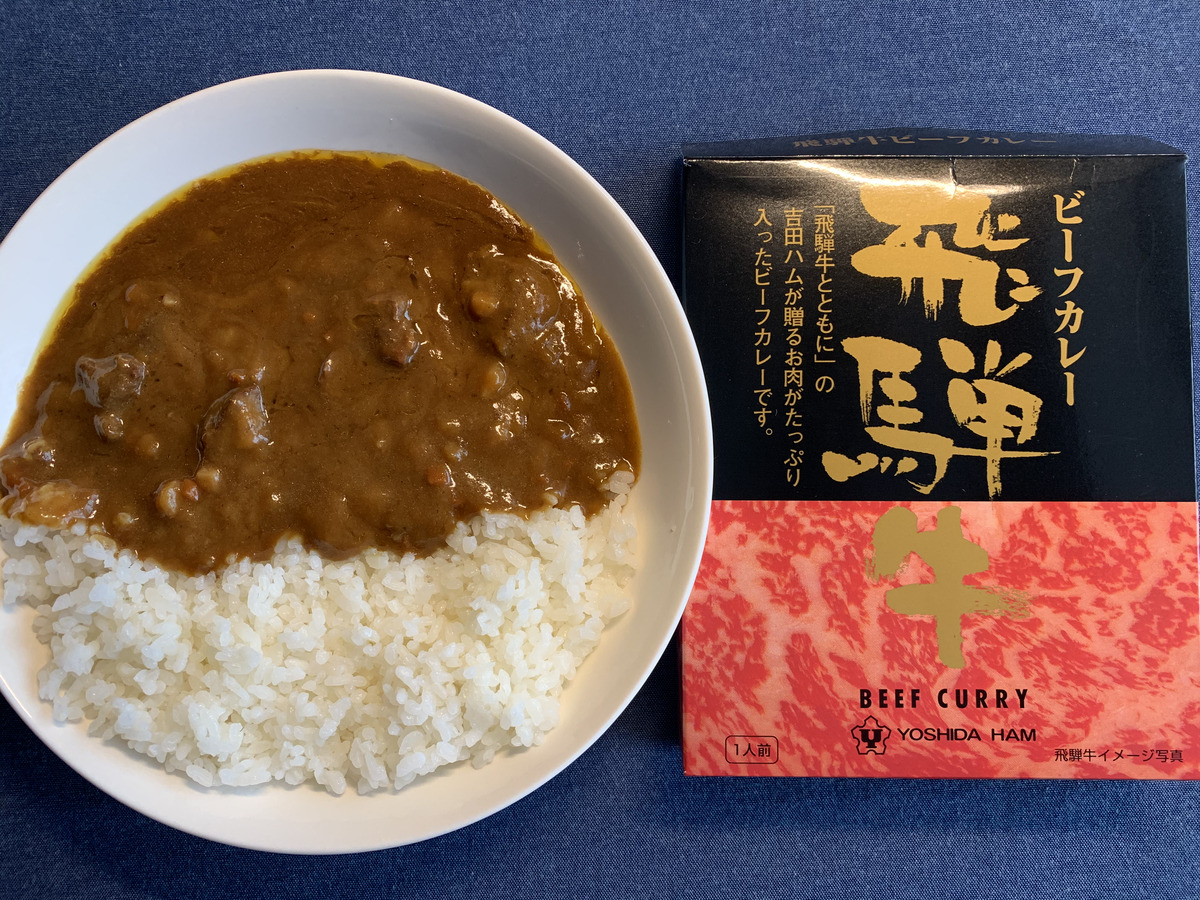 飛騨牛ビーフカレー
ビーフカレー
飛騨牛
「飛騨牛とともに」の
吉田ハムが贈るお肉がたっぷり
入ったビーフカレーです。
BEEF CURRY
YOSHIDA HAM
1人前
飛騨牛イメージ写真